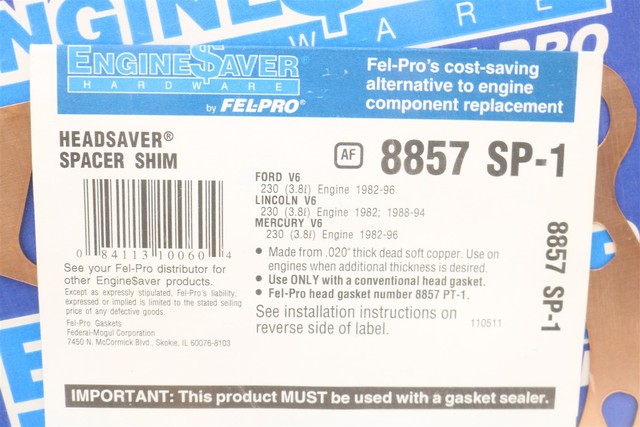 ENGINE$AVER
HARDWARE
by FEL-PRO®
Fel-Pro's cost-saving
alternative to engine
component replacement
HEADSAVER®
SPACER SHIM
AF 8857 SP-1
FORD V6
230 (3.8ℓ) Engine 1982-96
LINCOLN V6
230 (3.8ℓ) Engine 1982; 1988-94
MERCURY V6
230 (3.8ℓ) Engine 1982-96
0 84113 10060 4
• Made from .020" thick dead soft copper. Use on
engines when additional thickness is desired.
• Use ONLY with a conventional head gasket.
• Fel-Pro head gasket number 8857 PT-1.
See your Fel-Pro distributor for
other Engine$aver products.
Except as expressly stipulated, Fel-Pro's liability,
expressed or implied is limited to the stated selling
price of any defective goods.
Fel-Pro Gaskets
Federal-Mogul Corporation
7450 N. McCormick Blvd., Skokie, IL 60076-8103
See installation instructions on
reverse side of label.
110511
8857 SP-1
IMPORTANT: This product MUST be used with a gasket sealer.